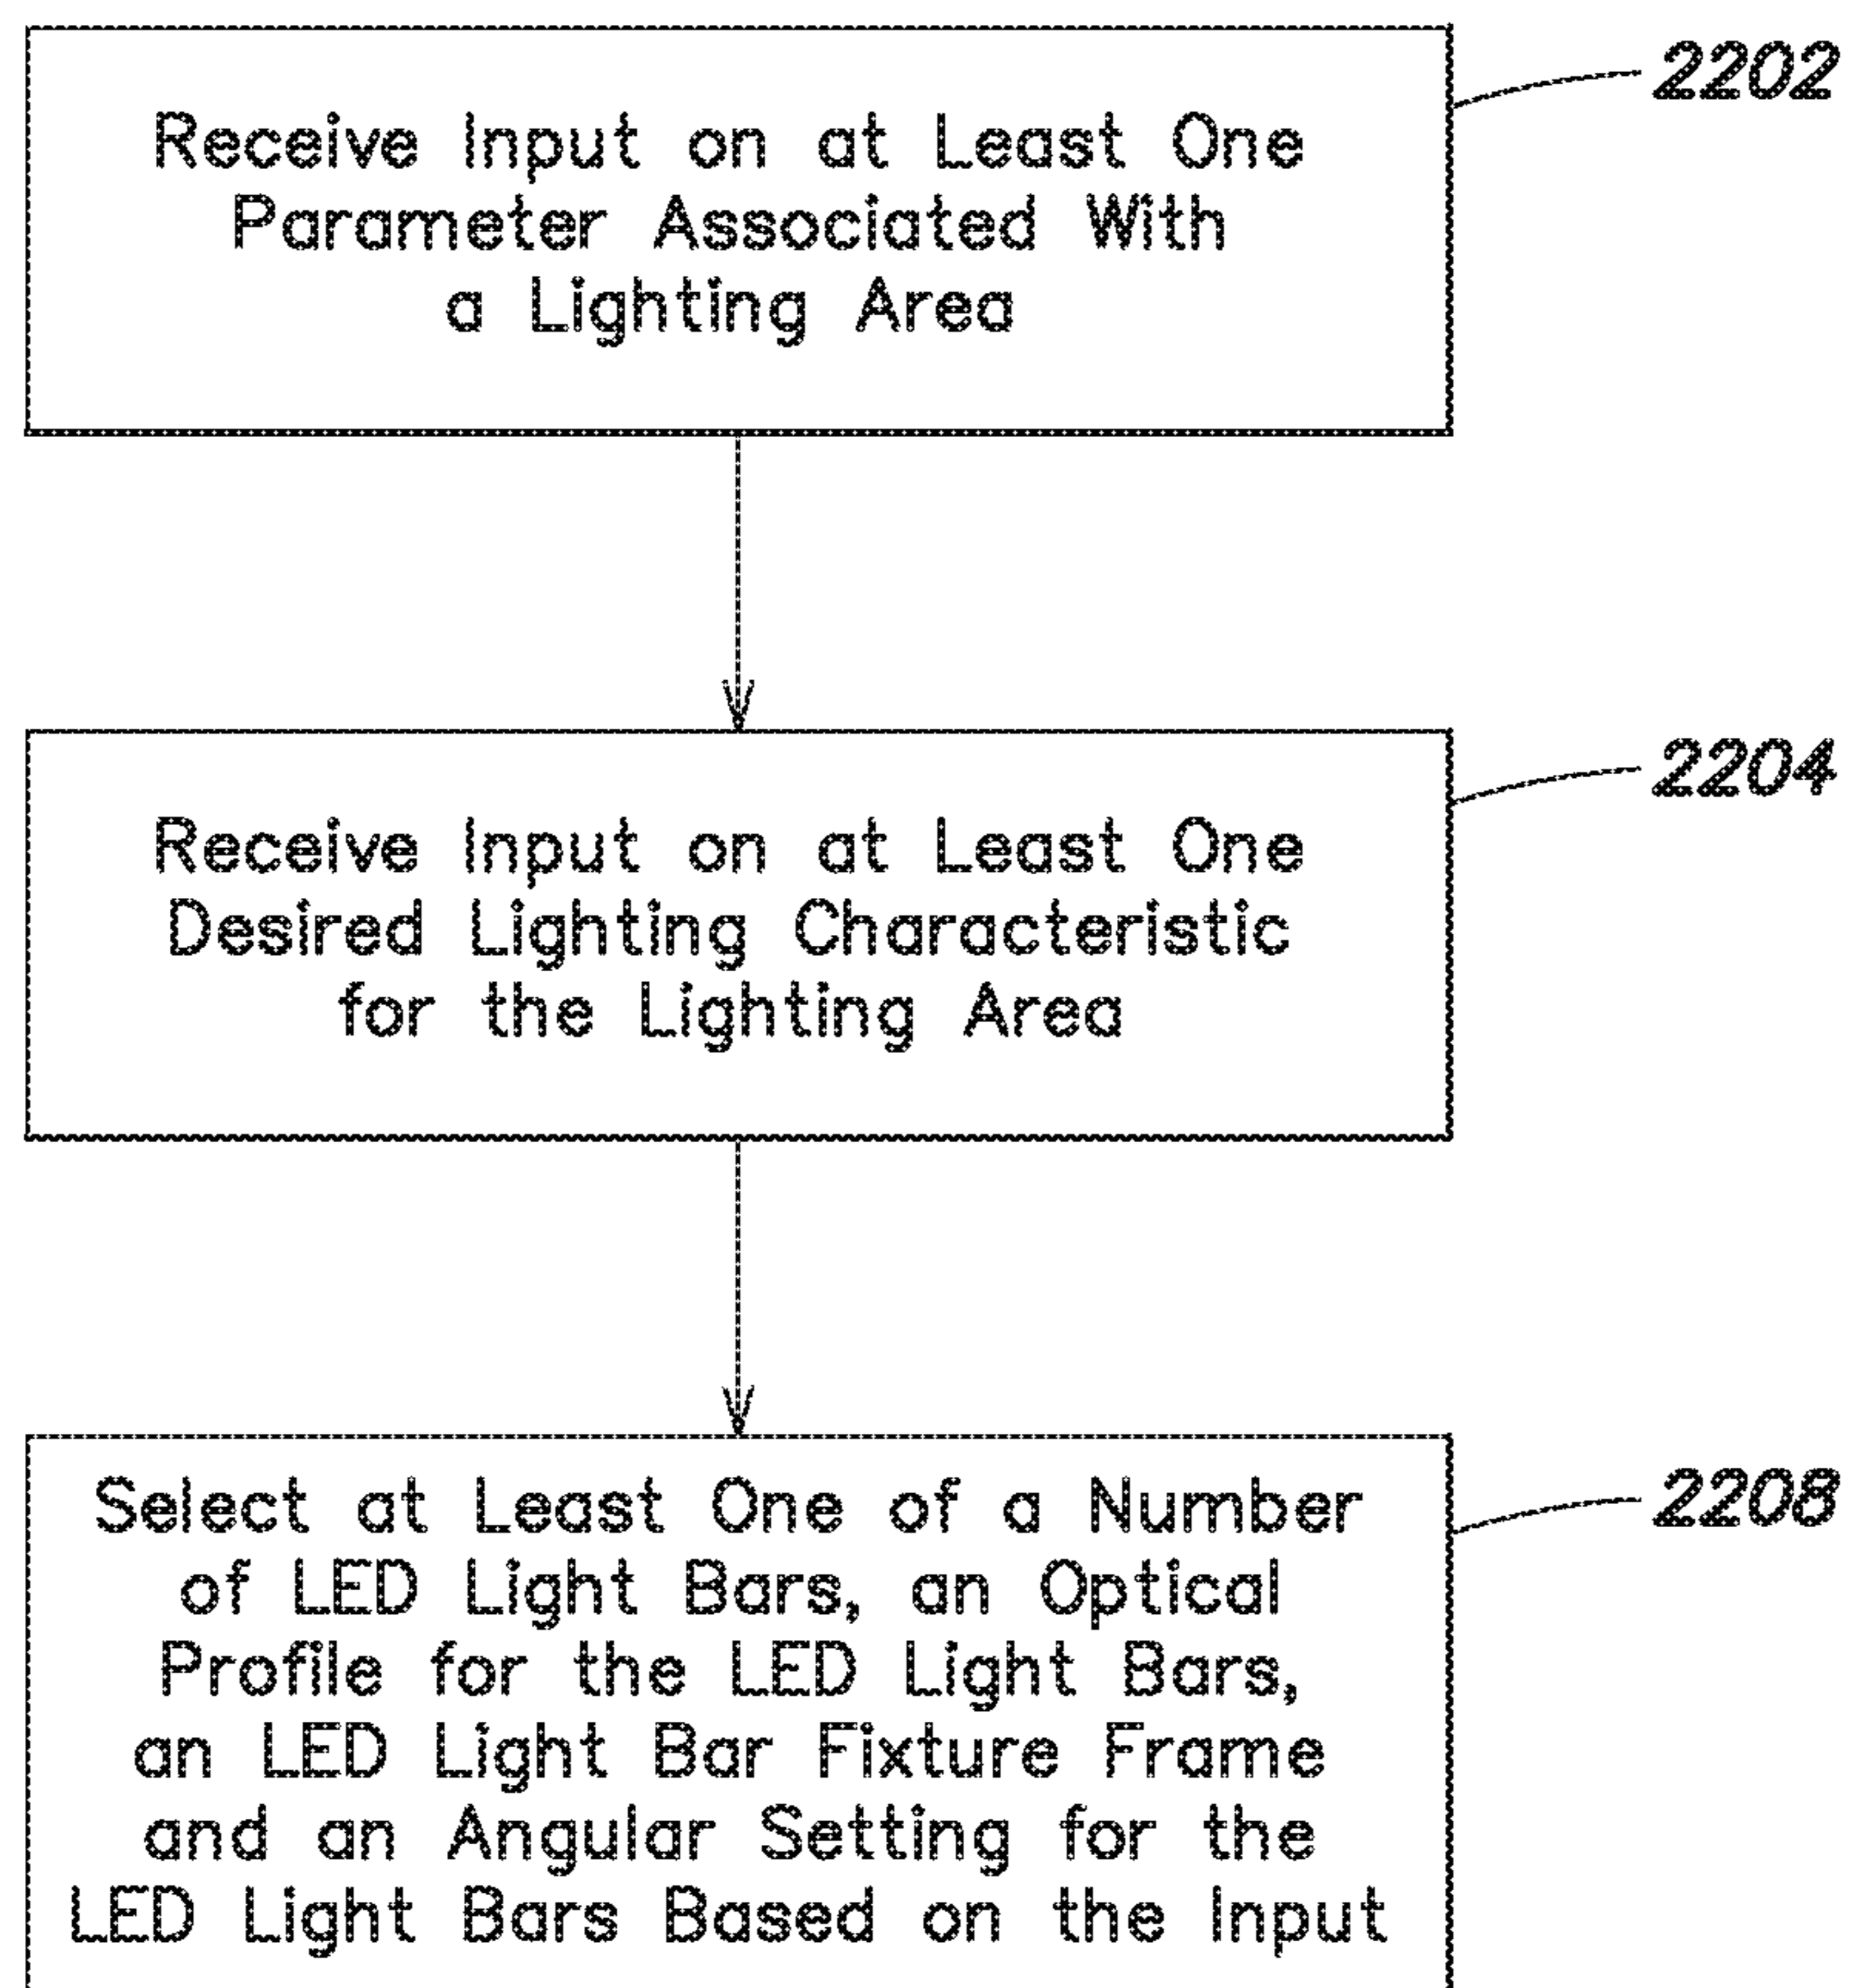 Receive Input on at Least One
Parameter Associated With
a Lighting Area
2202
Receive Input on at Least One
Desired Lighting Characteristic
for the Lighting Area
2204
Select at Least One of a Number
of LED Light Bars, an Optical
Profile for the LED Light Bars,
an LED Light Bar Fixture Frame
and an Angular Setting for the
LED Light Bars Based on the Input
2208